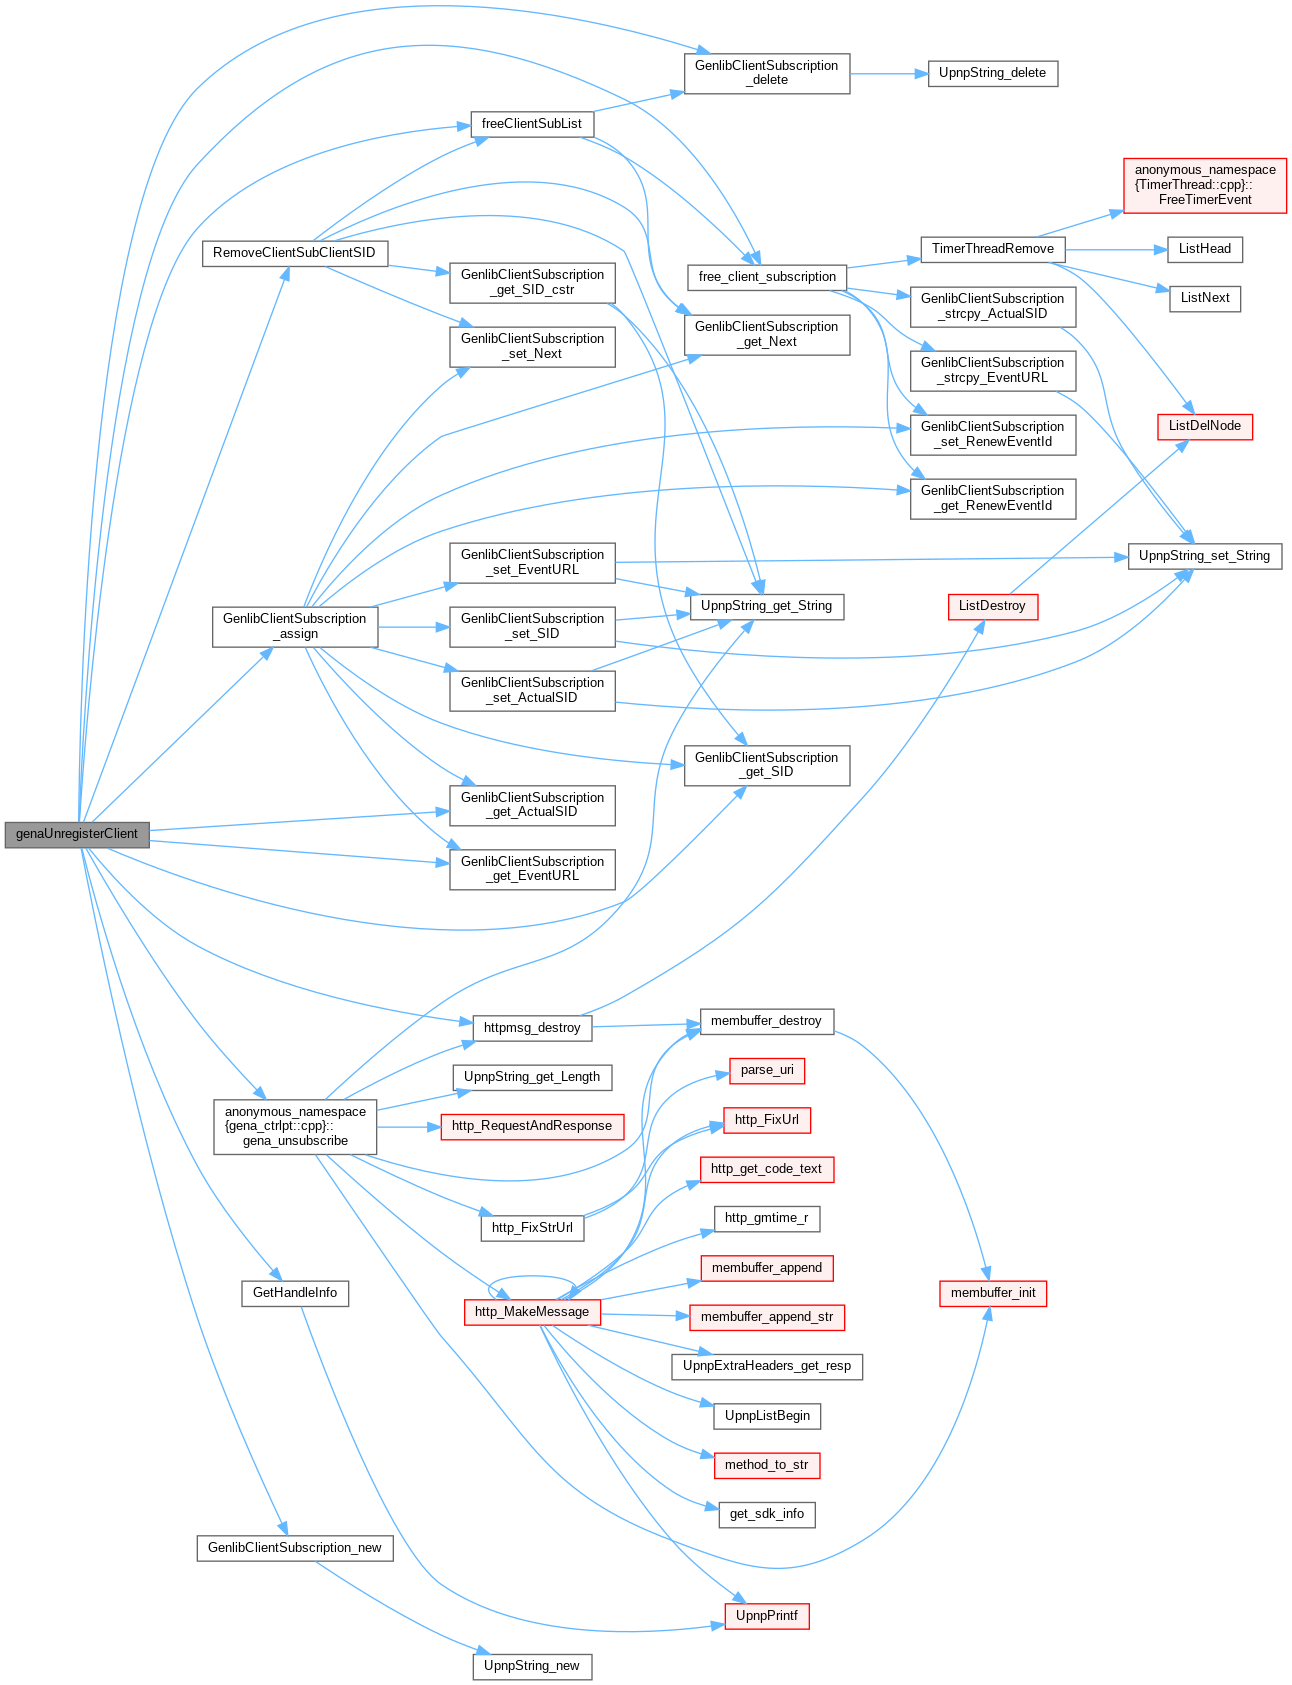 genaUnregisterClient
RemoveClientSubClientSID
GenlibClientSubscription
_assign
anonymous_namespace
{gena_ctrlpt::cpp}::
gena_unsubscribe
GetHandleInfo
GenlibClientSubscription_new
freeClientSubList
GenlibClientSubscription
_get_SID_cstr
GenlibClientSubscription
_set_Next
GenlibClientSubscription
_set_EventURL
GenlibClientSubscription
_set_SID
GenlibClientSubscription
_set_ActualSID
GenlibClientSubscription
_get_ActualSID
GenlibClientSubscription
_get_EventURL
httpmsg_destroy
UpnpString_get_Length
http_RequestAndResponse
http_FixStrUrl
http_MakeMessage
UpnpString_new
GenlibClientSubscription
_delete
free_client_subscription
GenlibClientSubscription
_get_Next
UpnpString_get_String
GenlibClientSubscription
_get_SID
membuffer_destroy
parse_uri
http_FixUrl
http_get_code_text
http_gmtime_r
membuffer_append
membuffer_append_str
UpnpExtraHeaders_get_resp
UpnpListBegin
method_to_str
get_sdk_info
UpnpPrintf
UpnpString_delete
TimerThreadRemove
GenlibClientSubscription
_strcpy_ActualSID
GenlibClientSubscription
_strcpy_EventURL
GenlibClientSubscription
_set_RenewEventId
GenlibClientSubscription
_get_RenewEventId
ListDestroy
membuffer_init
anonymous_namespace
{TimerThread::cpp}::
FreeTimerEvent
ListHead
ListNext
ListDelNode
UpnpString_set_String